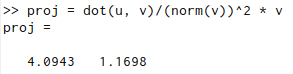 >> proj = dot(u, v)/(norm(v))^2 * v
proj =
4.0943 1.1698